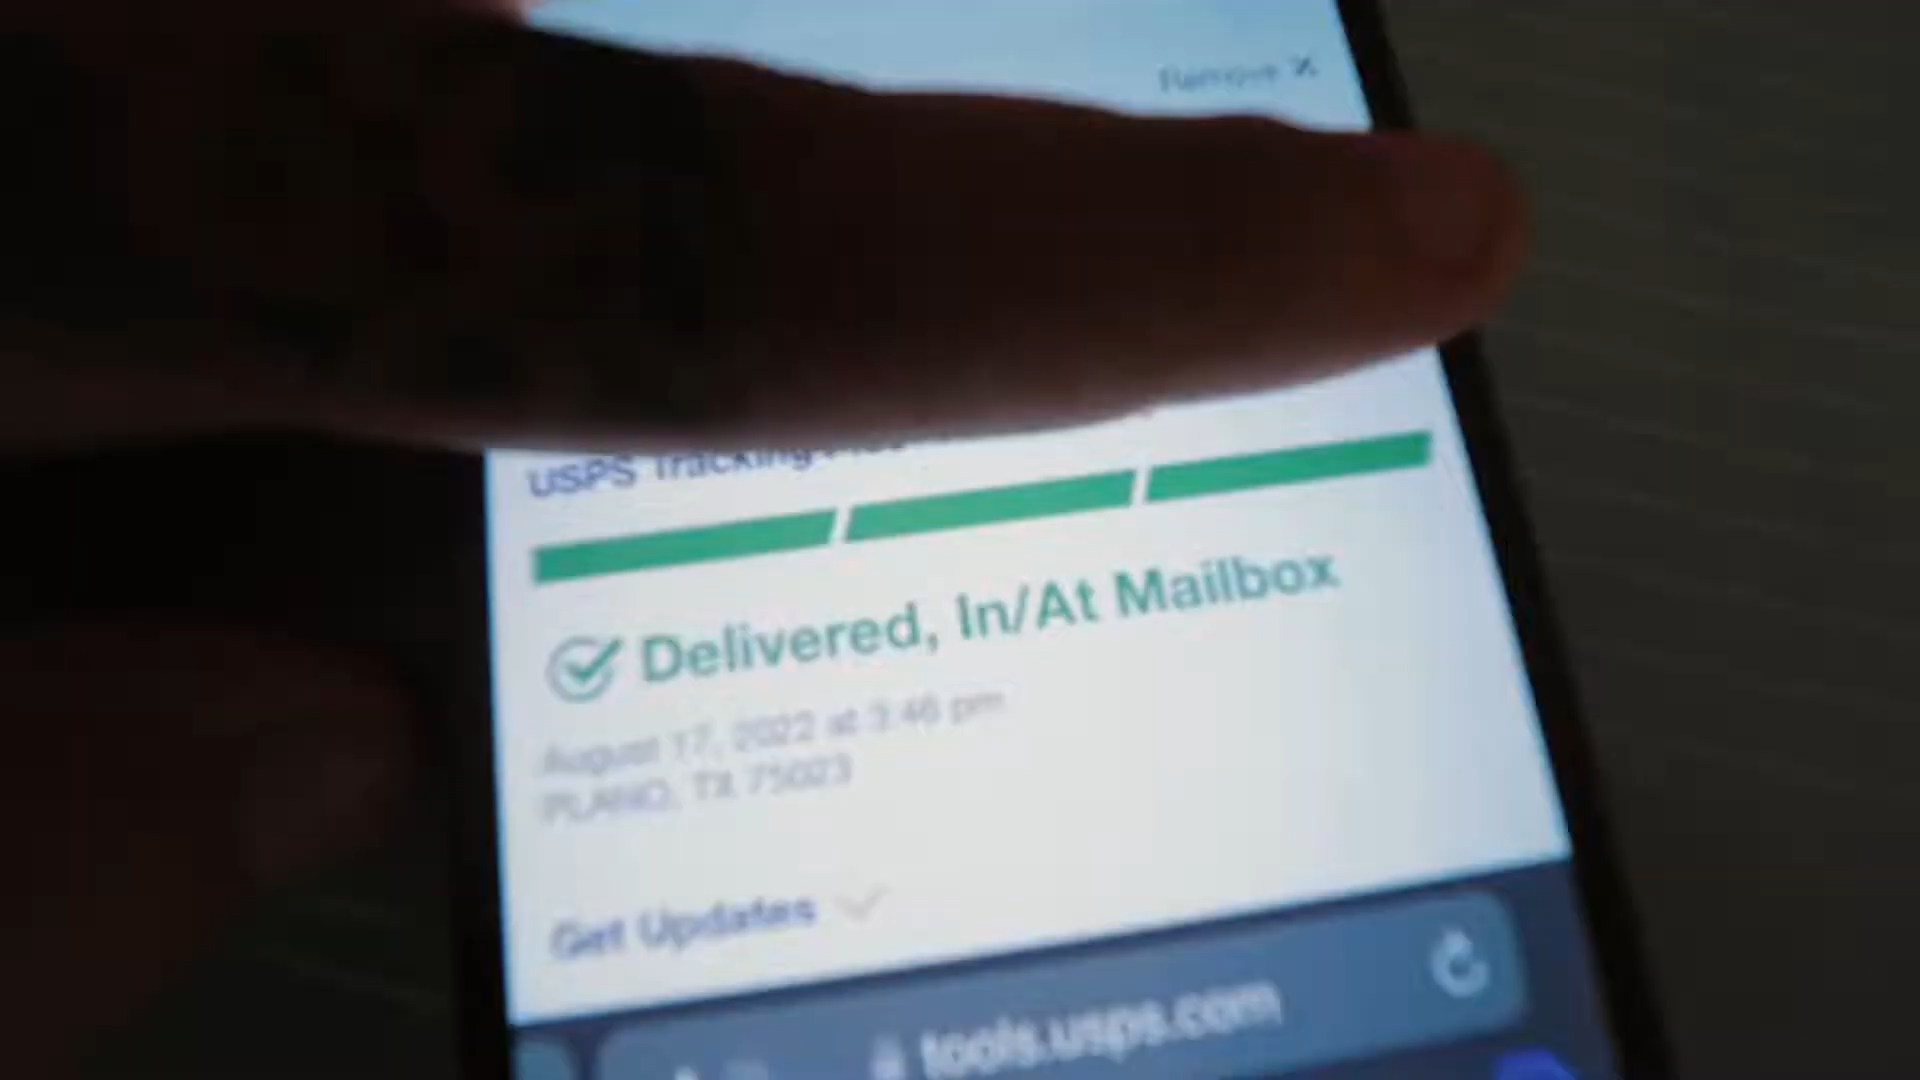 Remove X
USPS Tracking
Delivered, In/At Mailbox
August 17, 2022 at 3:46 pm
PLANO, TX 75023
Get Updates
tools.usps.com